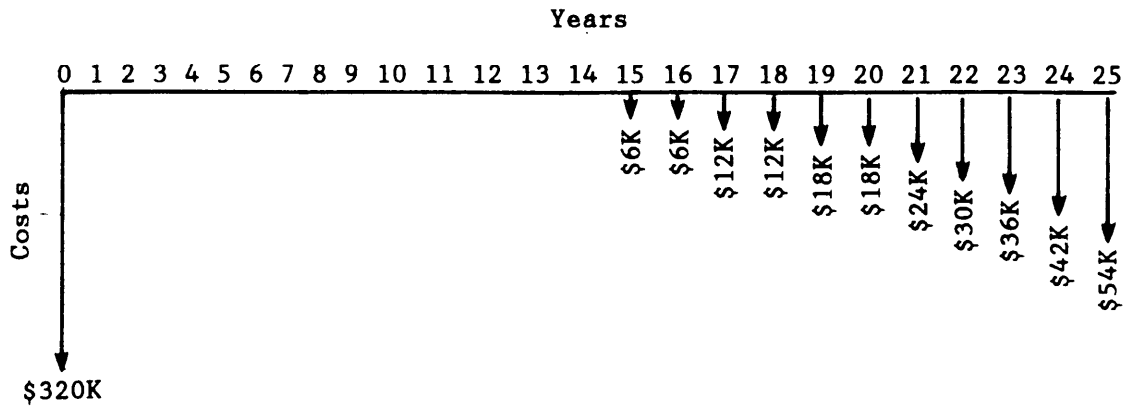 Years
0 1 2 3 4 5 6 7 8 9 10 11 12 13 14 15 16 17 18 19 20 21 22 23 24 25
$6K $6K $12K $12K $18K $18K $24K $30K $36K $42K $54K
Costs
$320K